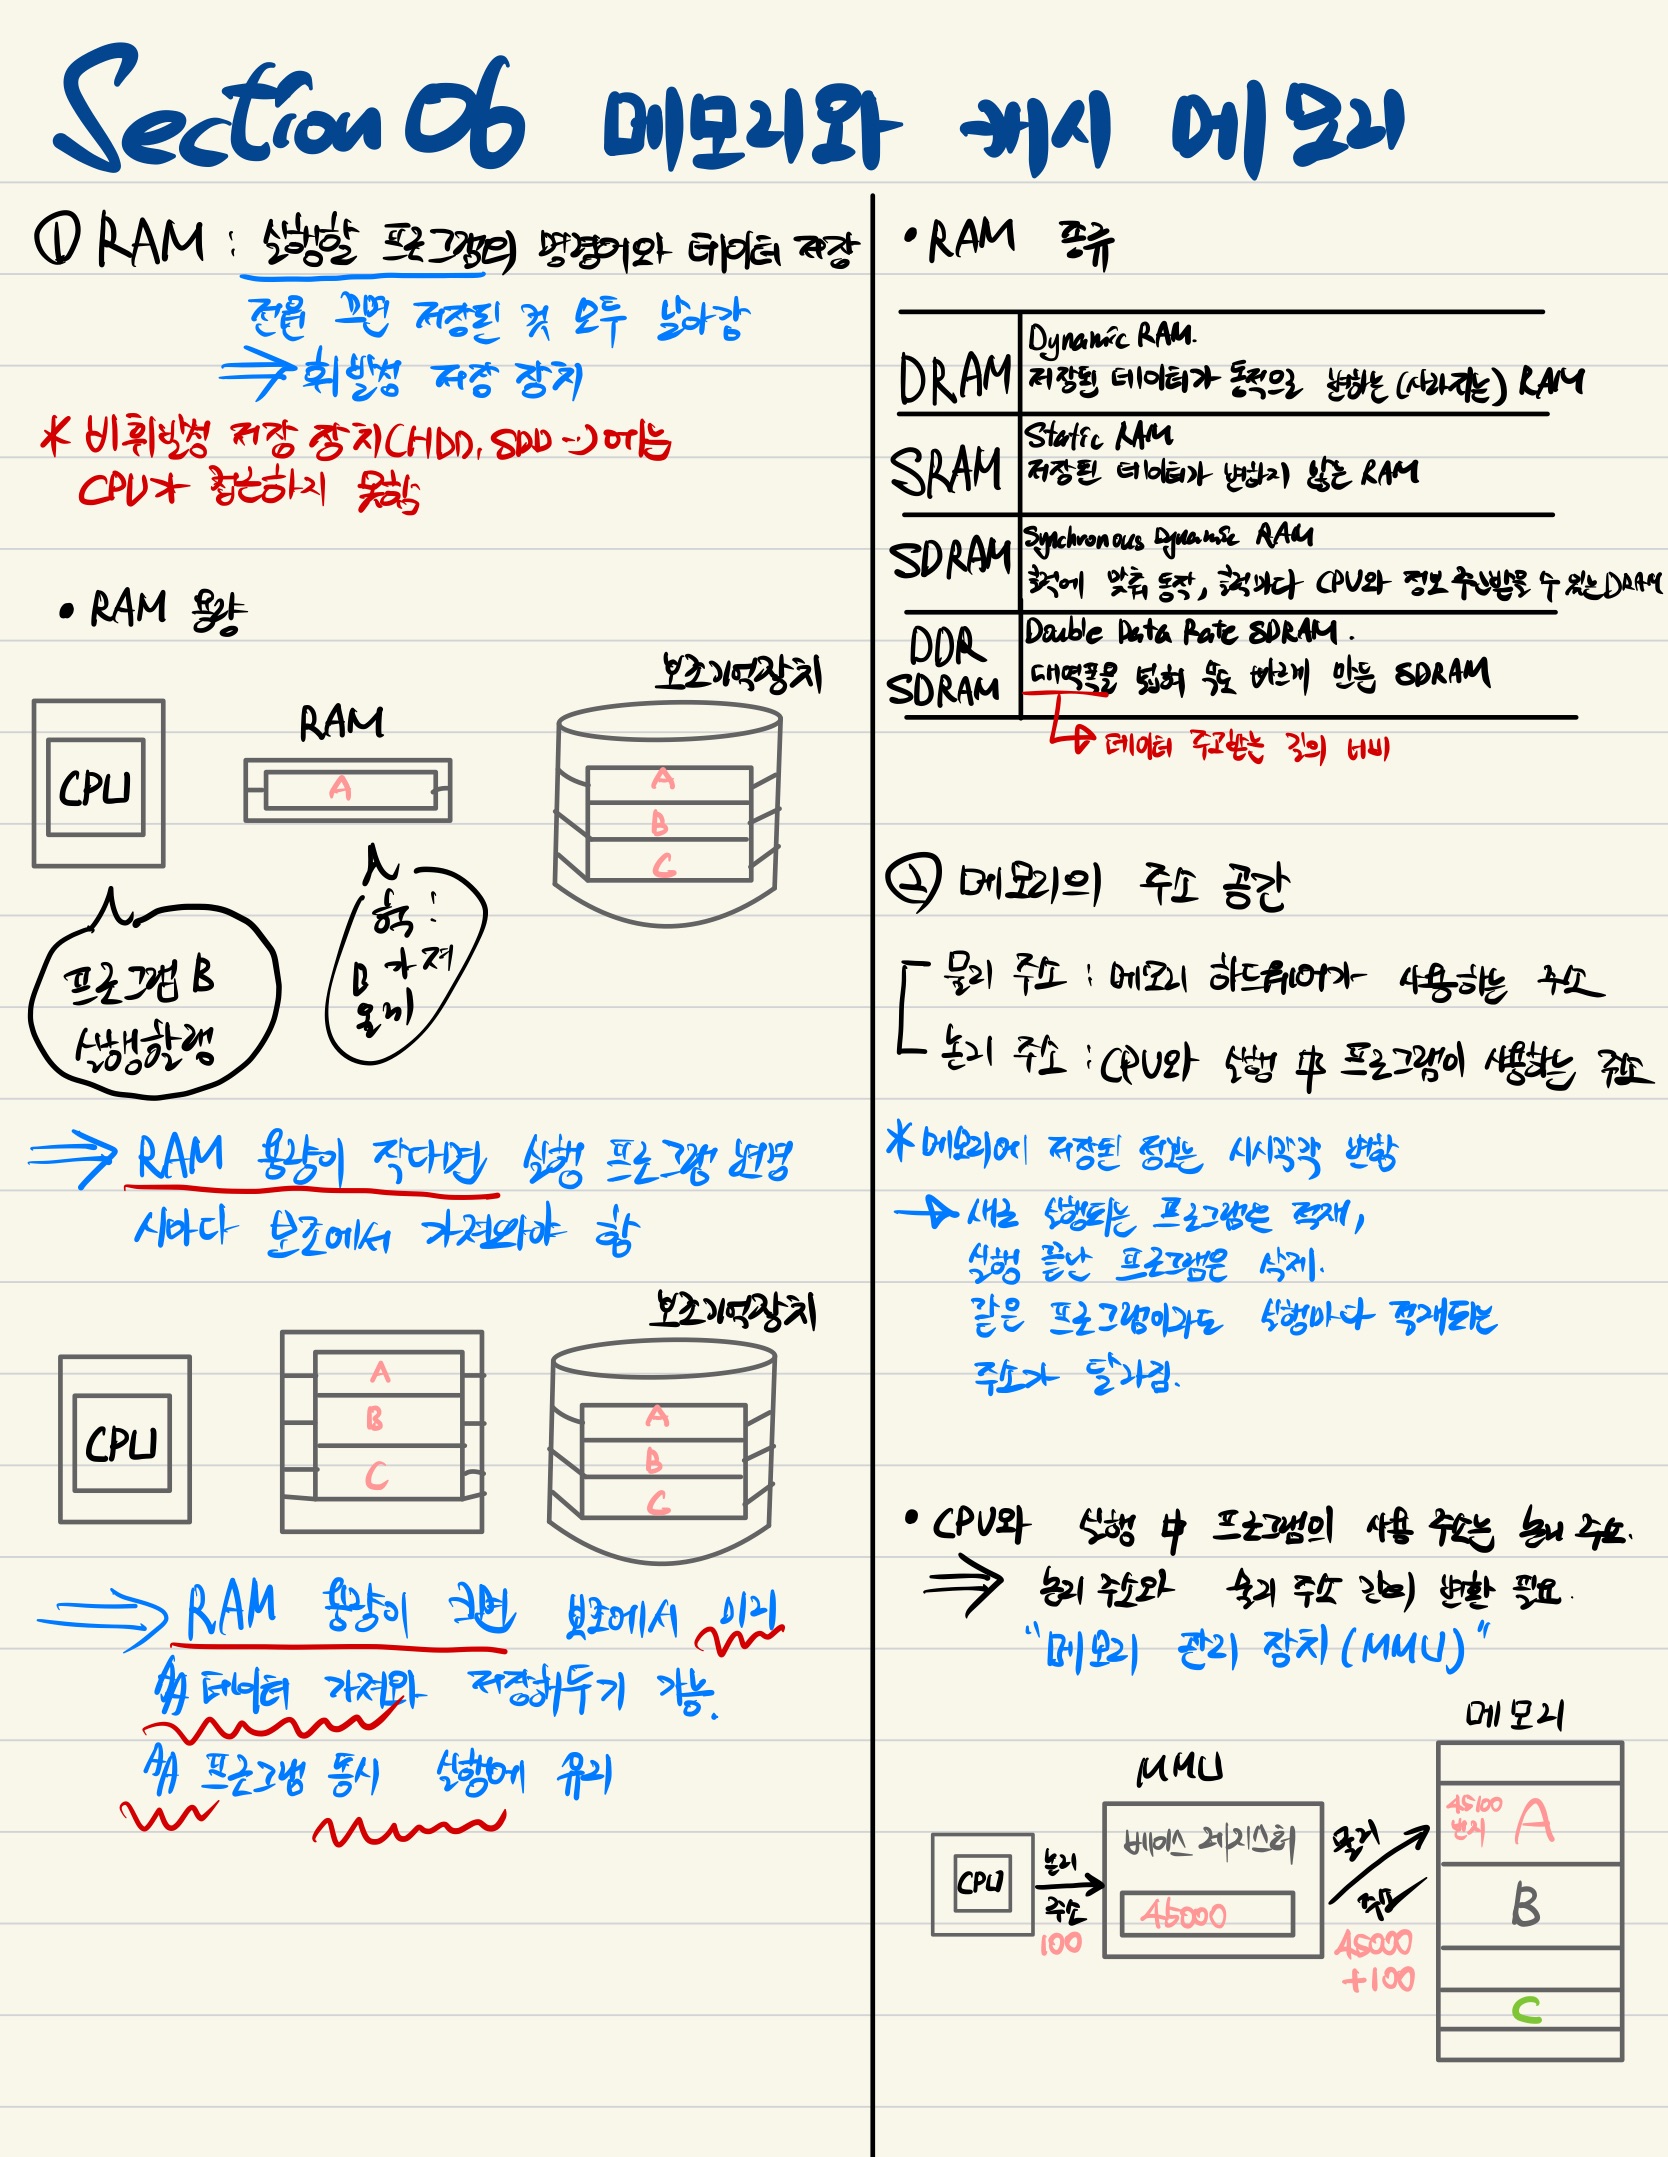 Section 06 메모리와 캐시 메모리
① RAM : 실행할 프로그램의 명령어와 데이터 저장
전원 끄면 저장된 것 모두 날아감
⇒ 휘발성 저장 장치
* 비휘발성 저장 장치(HDD, SDD …)에는
CPU가 접근하지 못함
• RAM 용량
보조기억장치
RAM
CPU
A
A
B
C
프로그램 B
실행할랭
헉!
B 가져
올게
⇒ RAM 용량이 작다면 실행 프로그램 변경
시마다 보조에서 가져와야 함
보조기억장치
CPU
A
B
C
A
B
C
⇒ RAM 용량이 크면 보조에서 미리
데이터 가져와 저장해두기 가능.
프로그램 동시 실행에 유리
• RAM 종류
DRAM
Dynamic RAM.
저장된 데이터가 동적으로 변하는(사라지는) RAM
SRAM
Static RAM
저장된 데이터가 변하지 않는 RAM
SDRAM
Synchronous Dynamic RAM
클럭에 맞춰 동작, 클럭마다 CPU와 정보 주고받을 수 있는 DRAM
DDR
SDRAM
Double Data Rate SDRAM.
대역폭을 넓혀 속도 빠르게 만든 SDRAM
→ 데이터 주고받는 길의 너비
② 메모리의 주소 공간
물리 주소 : 메모리 하드웨어가 사용하는 주소
논리 주소 : CPU와 실행 中 프로그램이 사용하는 주소
* 메모리에 저장된 정보는 시시각각 변함
→ 새로 실행되는 프로그램은 적재,
실행 끝난 프로그램은 삭제.
같은 프로그램이라도 실행마다 적재되는
주소가 달라짐.
• CPU와 실행 中 프로그램의 사용 주소는 논리 주소.
⇒ 논리 주소와 물리 주소 간의 변환 필요.
"메모리 관리 장치(MMU)"
메모리
MMU
CPU
논리
주소
100
베이스 레지스터
45000
물리
주소
45000
+100
45100
번지
A
B
C